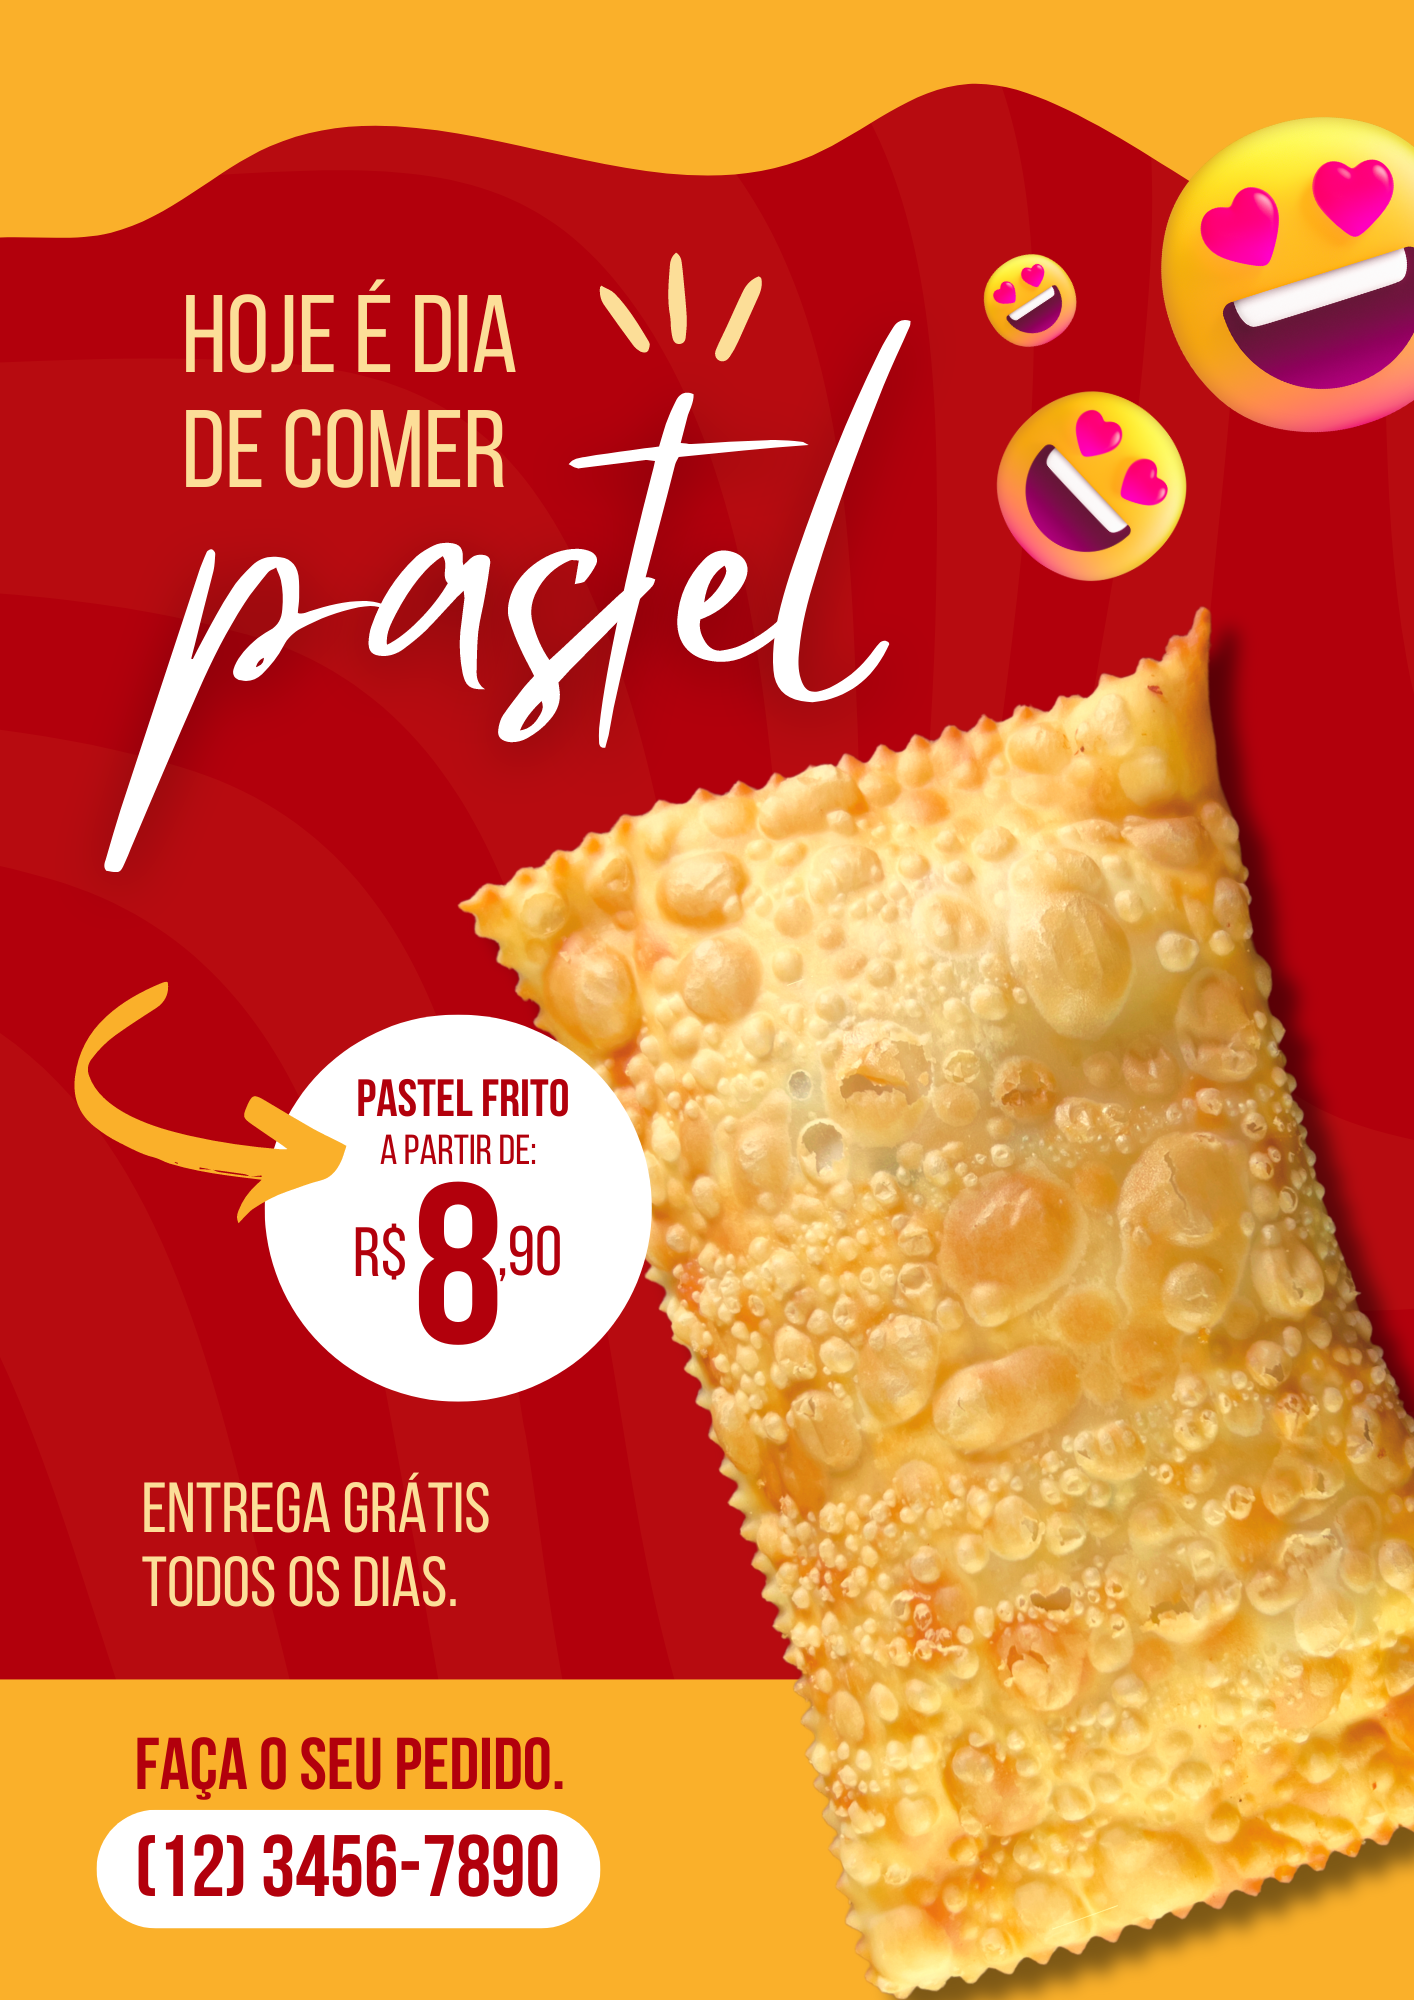 HOJE É DIA
DE COMER
pastel
PASTEL FRITO
A PARTIR DE:
R$ 8,90
ENTREGA GRÁTIS
TODOS OS DIAS.
FAÇA O SEU PEDIDO.
(12) 3456-7890